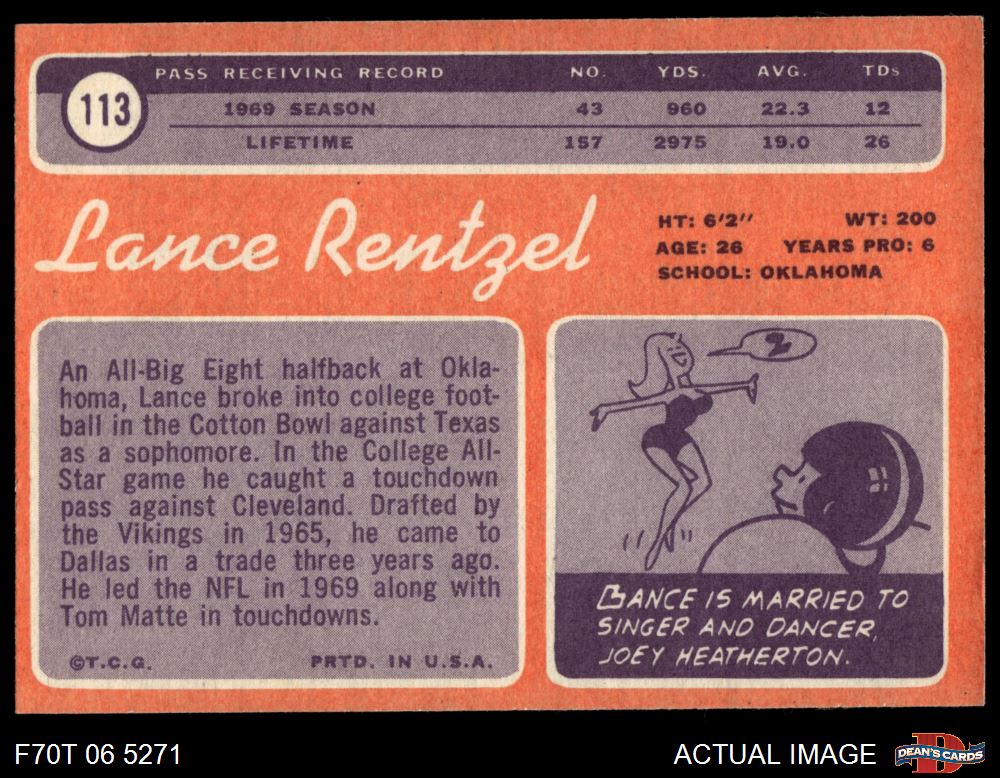 113
PASS RECEIVING RECORD NO. YDS. AVG. TDs
1969 SEASON 43 960 22.3 12
LIFETIME 157 2975 19.0 26
Lance Rentzel
HT: 6'2" WT: 200
AGE: 26 YEARS PRO: 6
SCHOOL: OKLAHOMA
An All-Big Eight halfback at Okla-
homa, Lance broke into college foot-
ball in the Cotton Bowl against Texas
as a sophomore. In the College All-
Star game he caught a touchdown
pass against Cleveland. Drafted by
the Vikings in 1965, he came to
Dallas in a trade three years ago.
He led the NFL in 1969 along with
Tom Matte in touchdowns.
©T.C.G. PRTD. IN U.S.A.
LANCE IS MARRIED TO
SINGER AND DANCER,
JOEY HEATHERTON.
F70T 06 5271
ACTUAL IMAGE
D
DEAN'S CARDS